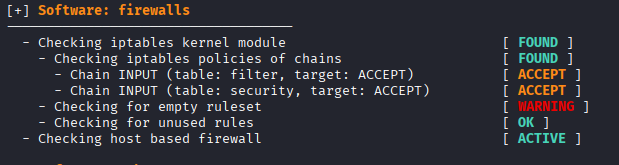 [+] Software: firewalls
------------------------------------
- Checking iptables kernel module [ FOUND ]
- Checking iptables policies of chains [ FOUND ]
- Chain INPUT (table: filter, target: ACCEPT) [ ACCEPT ]
- Chain INPUT (table: security, target: ACCEPT) [ ACCEPT ]
- Checking for empty ruleset [ WARNING ]
- Checking for unused rules [ OK ]
- Checking host based firewall [ ACTIVE ]